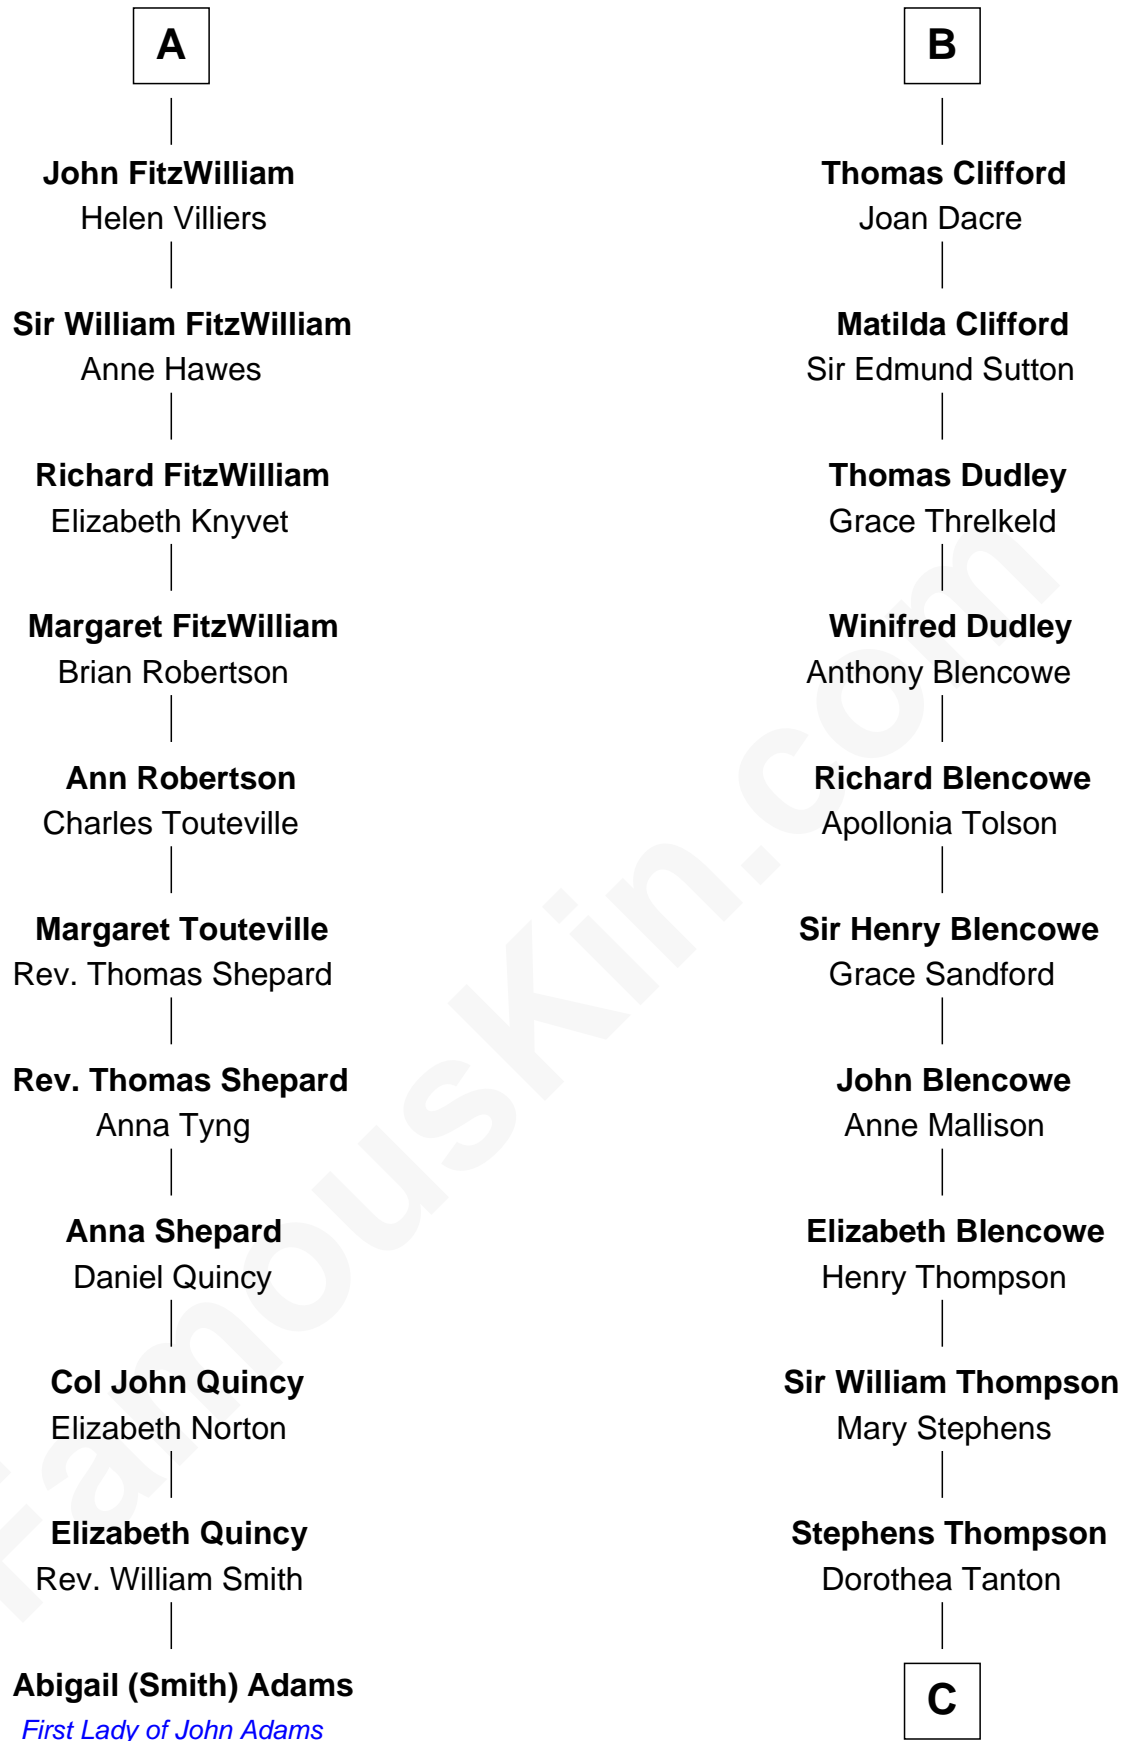 A
John FitzWilliam
Helen Villiers
Sir William FitzWilliam
Anne Hawes
Richard FitzWilliam
Elizabeth Knyvet
Margaret FitzWilliam
Brian Robertson
Ann Robertson
Charles Touteville
Margaret Touteville
Rev. Thomas Shepard
Rev. Thomas Shepard
Anna Tyng
Anna Shepard
Daniel Quincy
Col John Quincy
Elizabeth Norton
Elizabeth Quincy
Rev. William Smith
Abigail (Smith) Adams
First Lady of John Adams
B
Thomas Clifford
Joan Dacre
Matilda Clifford
Sir Edmund Sutton
Thomas Dudley
Grace Threlkeld
Winifred Dudley
Anthony Blencowe
Richard Blencowe
Apollonia Tolson
Sir Henry Blencowe
Grace Sandford
John Blencowe
Anne Mallison
Elizabeth Blencowe
Henry Thompson
Sir William Thompson
Mary Stephens
Stephens Thompson
Dorothea Tanton
C
FamousKin.com